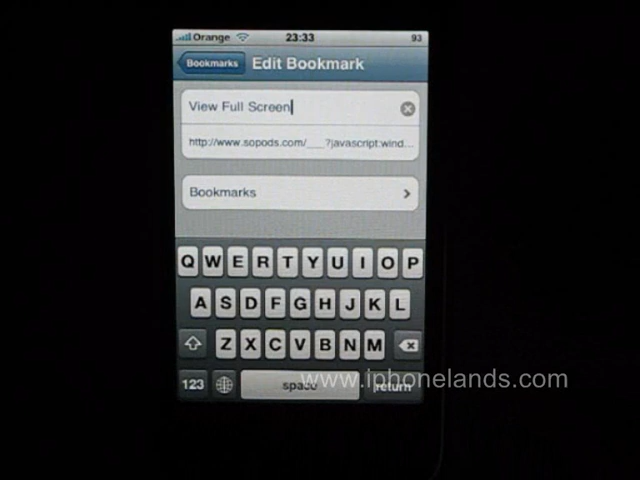 Orange 23:33 93
Bookmarks Edit Bookmark
View Full Screen
http://www.sopods.com/___?javascript:wind...
Bookmarks
Q W E R T Y U I O P
A S D F G H J K L
Z X C V B N M
123 space return
www.iphonelands.com